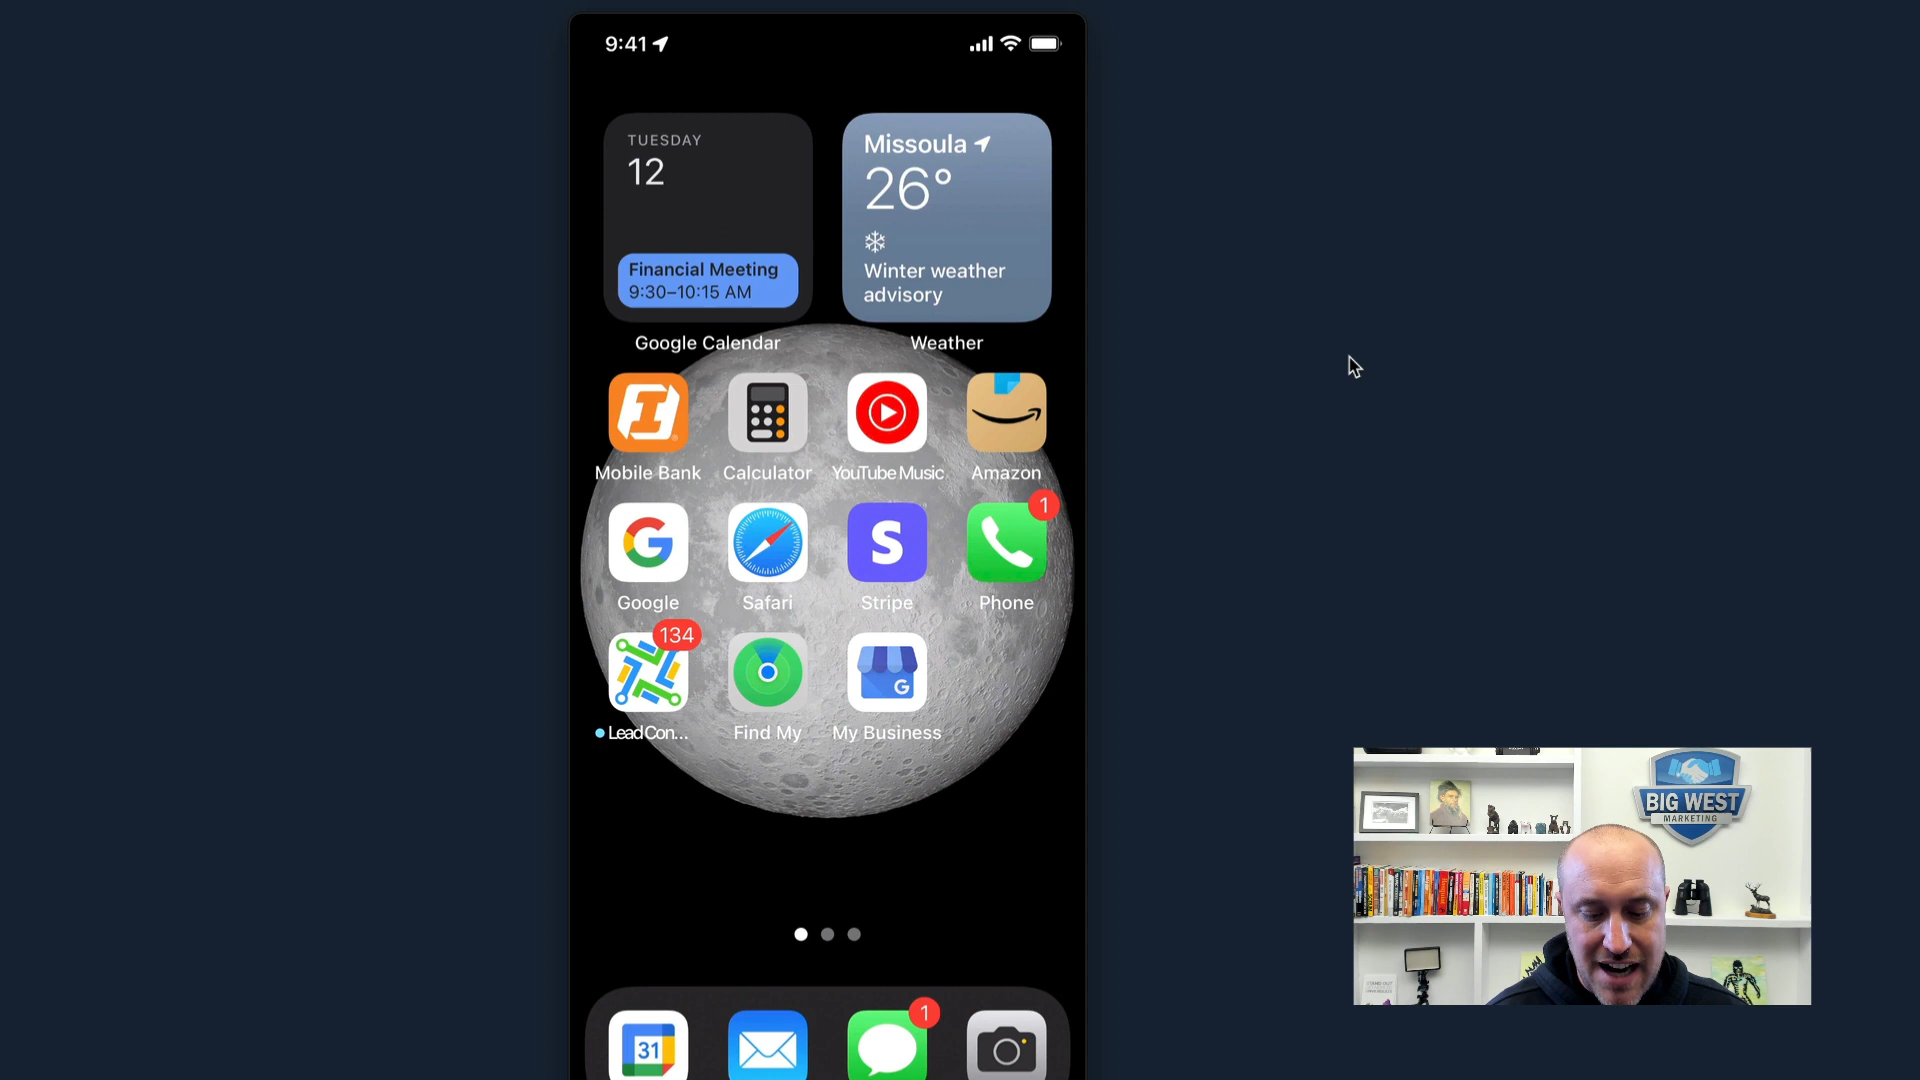 9:41
TUESDAY
12
Financial Meeting
9:30–10:15 AM
Google Calendar
Missoula
26°
Winter weather
advisory
Weather
Mobile Bank
Calculator
YouTube Music
Amazon
Google
Safari
S
Stripe
1
Phone
134
LeadCon...
Find My
G
My Business
31
1
BIG WEST
MARKETING